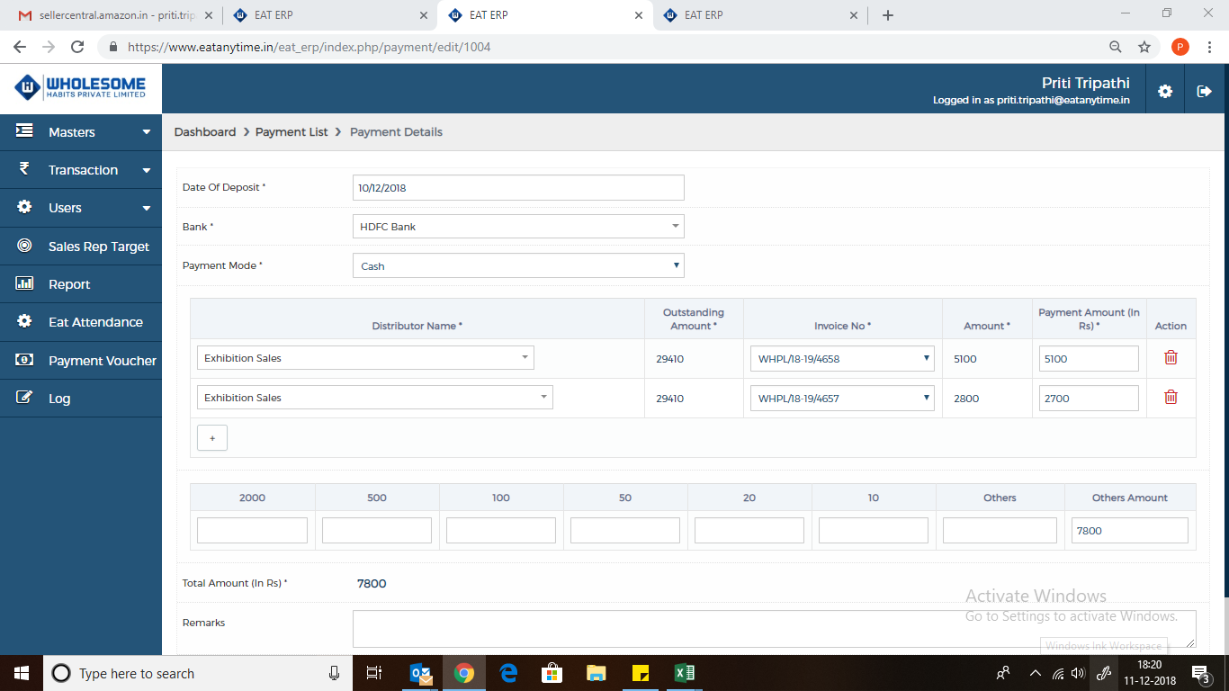 sellercentral.amazon.in - priti.trip
EAT ERP
EAT ERP
EAT ERP
https://www.eatanytime.in/eat_erp/index.php/payment/edit/1004
P
WHOLESOME
HABITS PRIVATE LIMITED
Priti Tripathi
Logged in as priti.tripathi@eatanytime.in
Masters
Transaction
Users
Sales Rep Target
Report
Eat Attendance
Payment Voucher
Log
Dashboard > Payment List > Payment Details
Date Of Deposit * 10/12/2018
Bank * HDFC Bank
Payment Mode * Cash
Distributor Name * Outstanding Amount * Invoice No * Amount * Payment Amount (In Rs) * Action
Exhibition Sales 29410 WHPL/18-19/4658 5100 5100
Exhibition Sales 29410 WHPL/18-19/4657 2800 2700
+
2000 500 100 50 20 10 Others Others Amount
7800
Total Amount (In Rs) * 7800
Remarks
Activate Windows
Go to Settings to activate Windows.
Windows Ink Workspace
Type here to search
18:20
11-12-2018
3